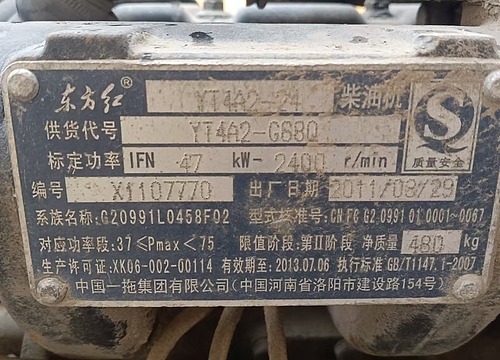 东方红® YT4A2-24 柴油机
供货代号 YT4A2-G680
标定功率 IFN 47 kW- 2400 r/min 质量安全
编号 X1107770 出厂日期 2011/08/29
系族名称:G20991L0458F02 型式核准号:CN FC G2 0991 01 0001-0067
对应功率段:37≤Pmax<75 限值阶段:第Ⅱ阶段 净质量 480 kg
生产许可证:XK06-002-00114 有效期至:2013.07.06 执行标准 GB/T1147.1-2007
中国一拖集团有限公司(中国河南省洛阳市建设路154号)